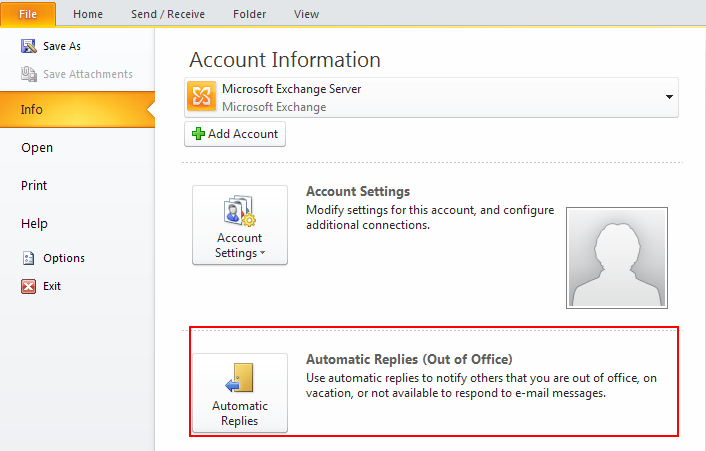 File
Home
Send / Receive
Folder
View
Save As
Save Attachments
Info
Open
Print
Help
Options
Exit
Account Information
Microsoft Exchange Server
Microsoft Exchange
Add Account
Account
Settings
Account Settings
Modify settings for this account, and configure
additional connections.
Automatic
Replies
Automatic Replies (Out of Office)
Use automatic replies to notify others that you are out of office, on
vacation, or not available to respond to e-mail messages.